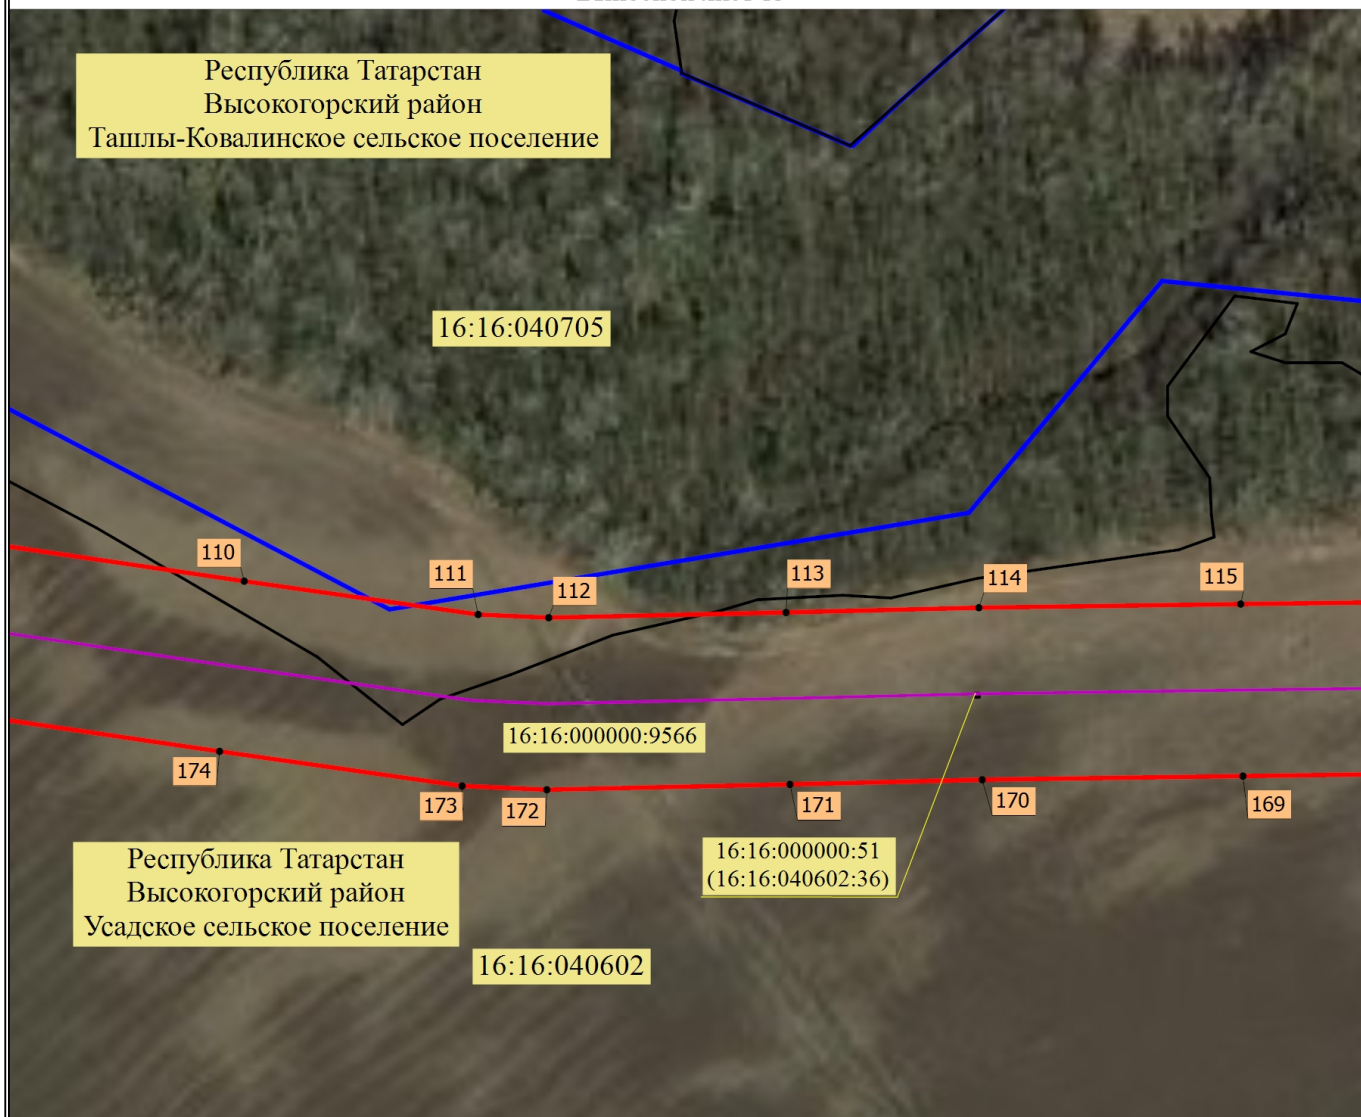 Республика Татарстан
Высокогорский район
Ташлы-Ковалинское сельское поселение
16:16:040705
110
111
112
113
114
115
16:16:000000:9566
174
173
172
171
170
169
16:16:000000:51
(16:16:040602:36)
Республика Татарстан
Высокогорский район
Усадское сельское поселение
16:16:040602